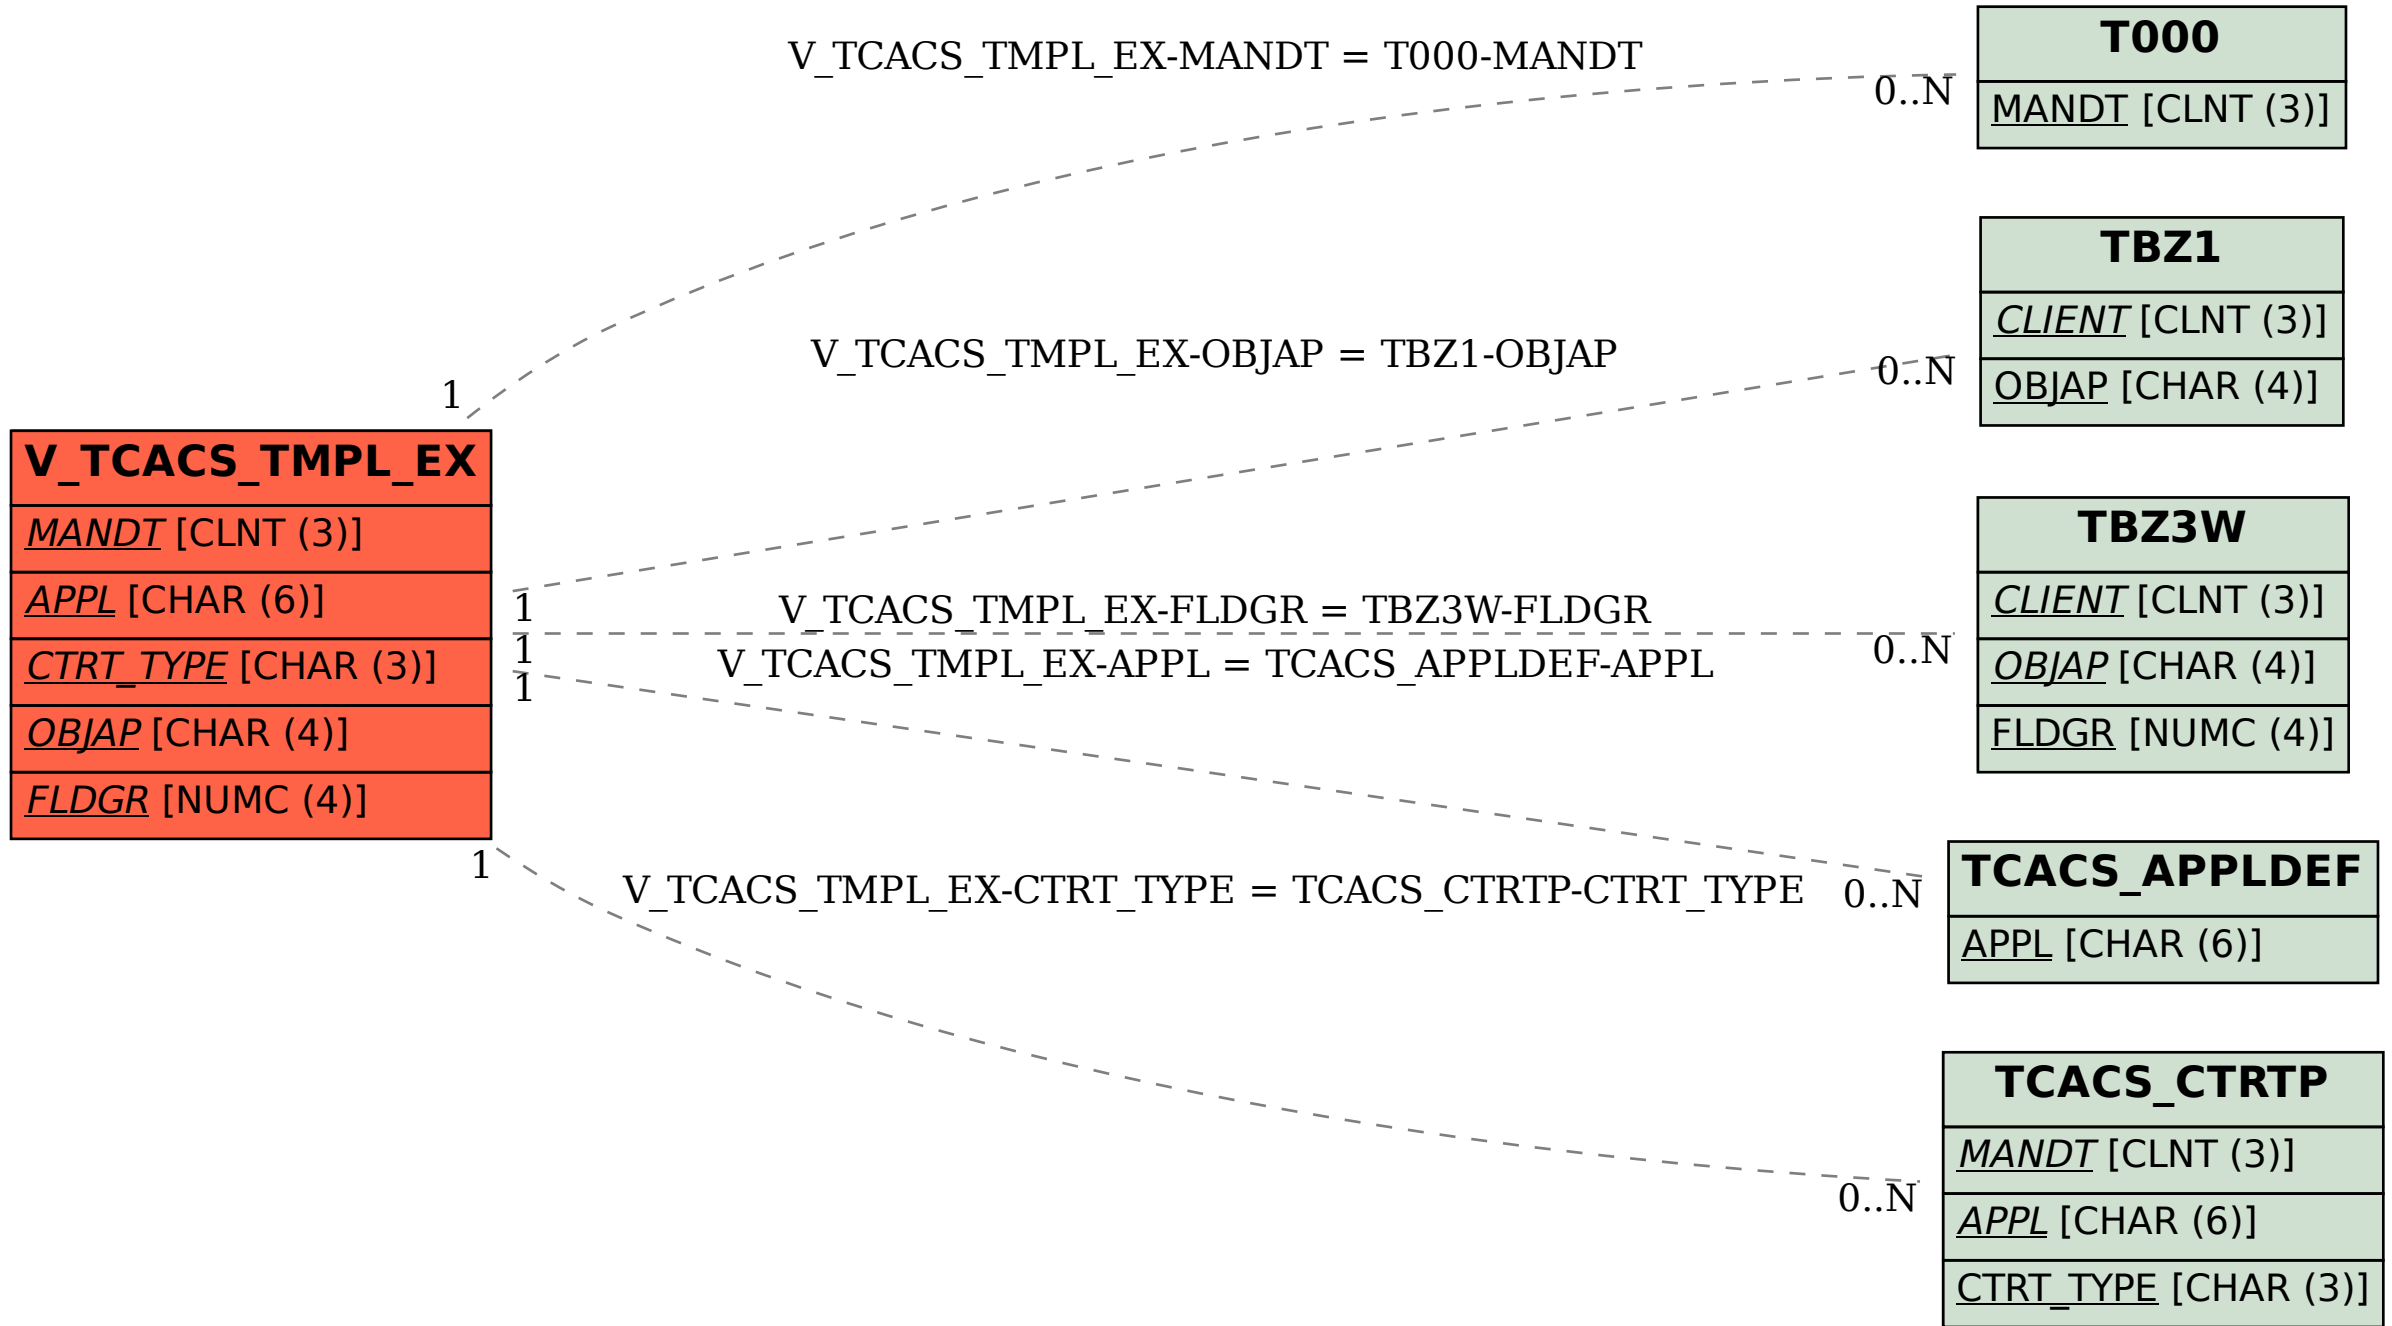 V_TCACS_TMPL_EX
MANDT [CLNT (3)]
APPL [CHAR (6)]
CTRT_TYPE [CHAR (3)]
OBJAP [CHAR (4)]
FLDGR [NUMC (4)]
V_TCACS_TMPL_EX-MANDT = T000-MANDT
1
0..N
V_TCACS_TMPL_EX-OBJAP = TBZ1-OBJAP
1
0..N
V_TCACS_TMPL_EX-FLDGR = TBZ3W-FLDGR
1
0..N
V_TCACS_TMPL_EX-APPL = TCACS_APPLDEF-APPL
1
0..N
V_TCACS_TMPL_EX-CTRT_TYPE = TCACS_CTRTP-CTRT_TYPE
1
0..N
T000
MANDT [CLNT (3)]
TBZ1
CLIENT [CLNT (3)]
OBJAP [CHAR (4)]
TBZ3W
CLIENT [CLNT (3)]
OBJAP [CHAR (4)]
FLDGR [NUMC (4)]
TCACS_APPLDEF
APPL [CHAR (6)]
TCACS_CTRTP
MANDT [CLNT (3)]
APPL [CHAR (6)]
CTRT_TYPE [CHAR (3)]